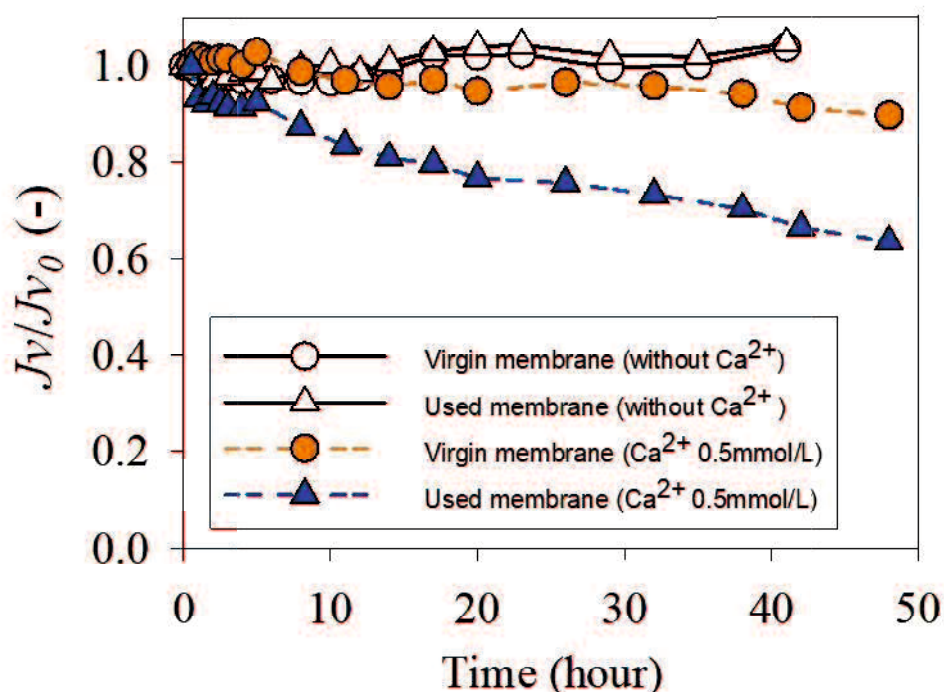 Jv/Jv0 (-)
1.0
0.8
0.6
0.4
0.2
0.0
Virgin membrane (without Ca2+)
Used membrane (without Ca2+ )
Virgin membrane (Ca2+ 0.5mmol/L)
Used membrane (Ca2+ 0.5mmol/L)
0 10 20 30 40 50
Time (hour)